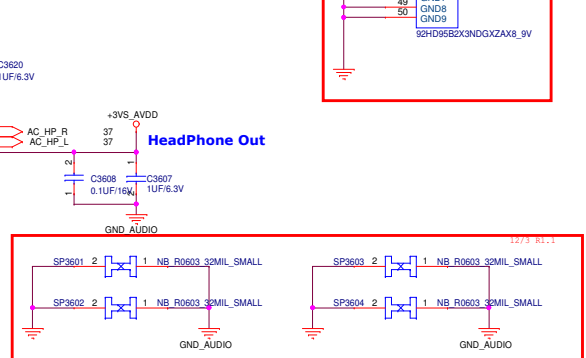 49
GND8
50
GND9
92HD95B2X3NDGXZAX8_9V
C3620
1UF/6.3V
+3VS_AVDD
AC_HP_R 37
AC_HP_L 37
HeadPhone Out
2
1
C3608
0.1UF/16V
1
2
C3607
1UF/6.3V
GND_AUDIO
12/3 R1.1
SP3601 2 1 NB_R0603_32MIL_SMALL
SP3603 2 1 NB_R0603_32MIL_SMALL
SP3602 2 1 NB_R0603_32MIL_SMALL
SP3604 2 1 NB_R0603_32MIL_SMALL
GND_AUDIO
GND_AUDIO